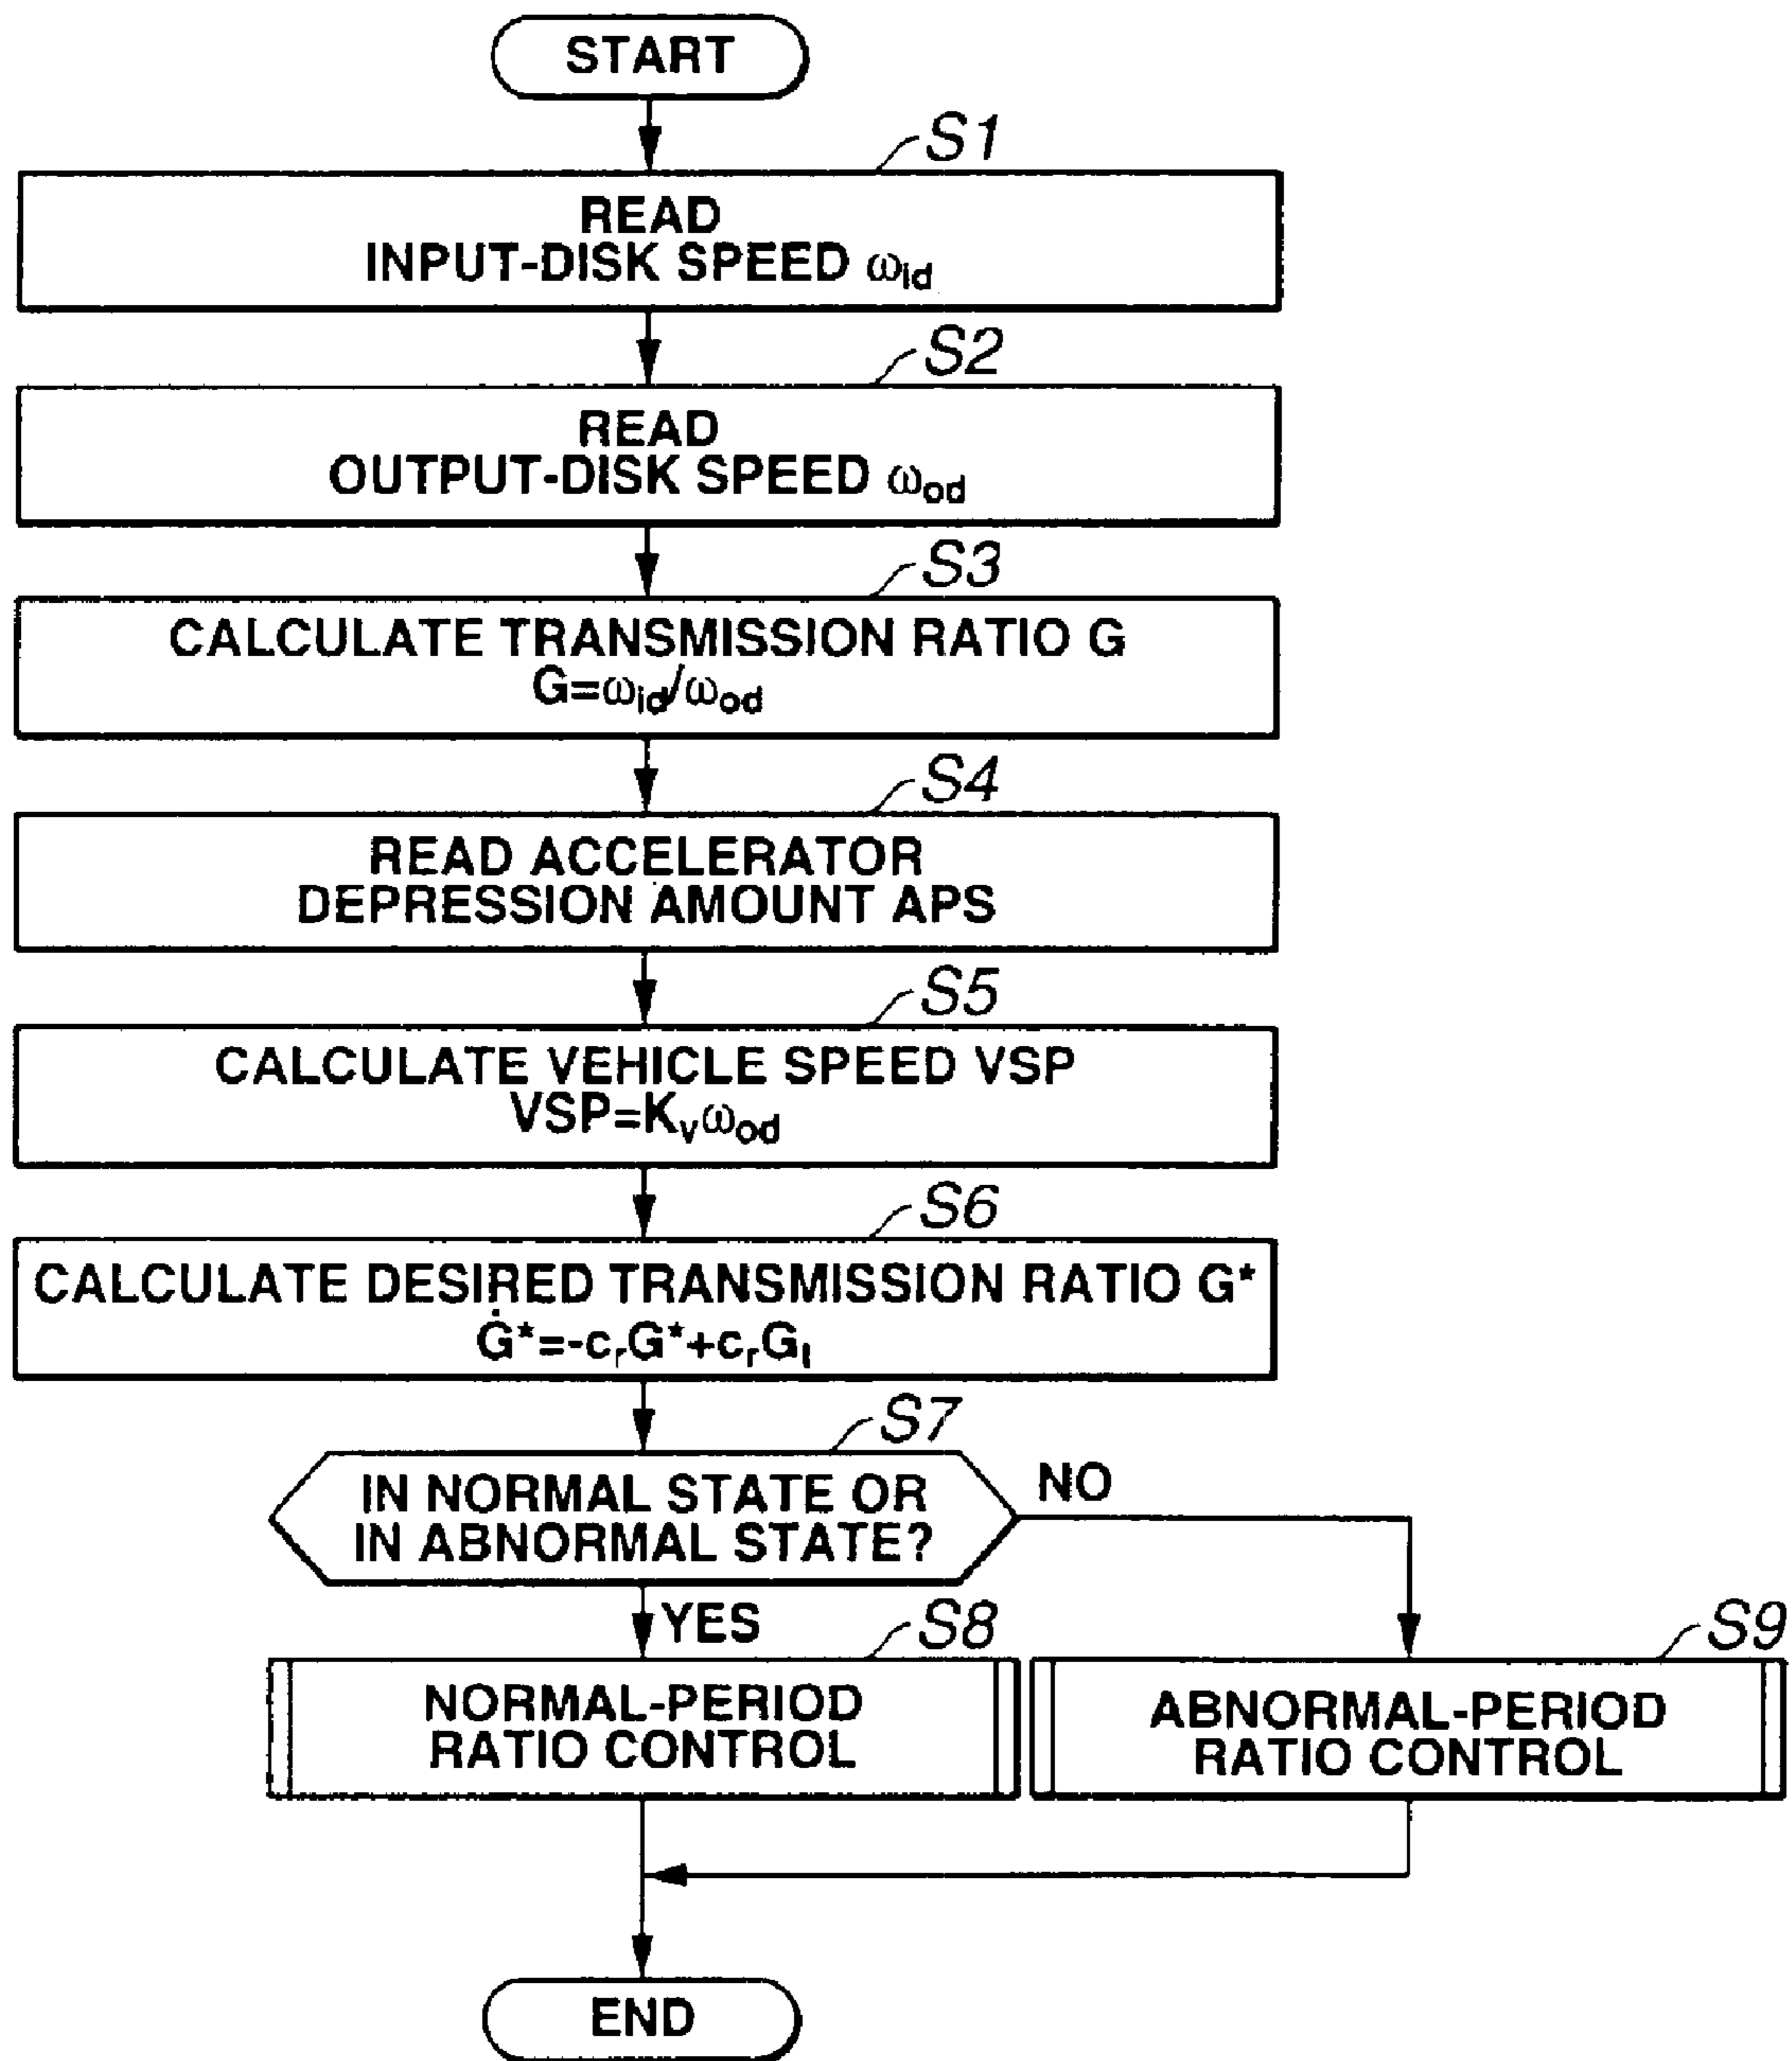 START
S1
READ
INPUT-DISK SPEED ωid
S2
READ
OUTPUT-DISK SPEED ωod
S3
CALCULATE TRANSMISSION RATIO G
G=ωid/ωod
S4
READ ACCELERATOR
DEPRESSION AMOUNT APS
S5
CALCULATE VEHICLE SPEED VSP
VSP=Kvωod
S6
CALCULATE DESIRED TRANSMISSION RATIO G*
Ġ*=-crG*+crGt
S7
IN NORMAL STATE OR
IN ABNORMAL STATE?
NO
YES
S8
NORMAL-PERIOD
RATIO CONTROL
S9
ABNORMAL-PERIOD
RATIO CONTROL
END